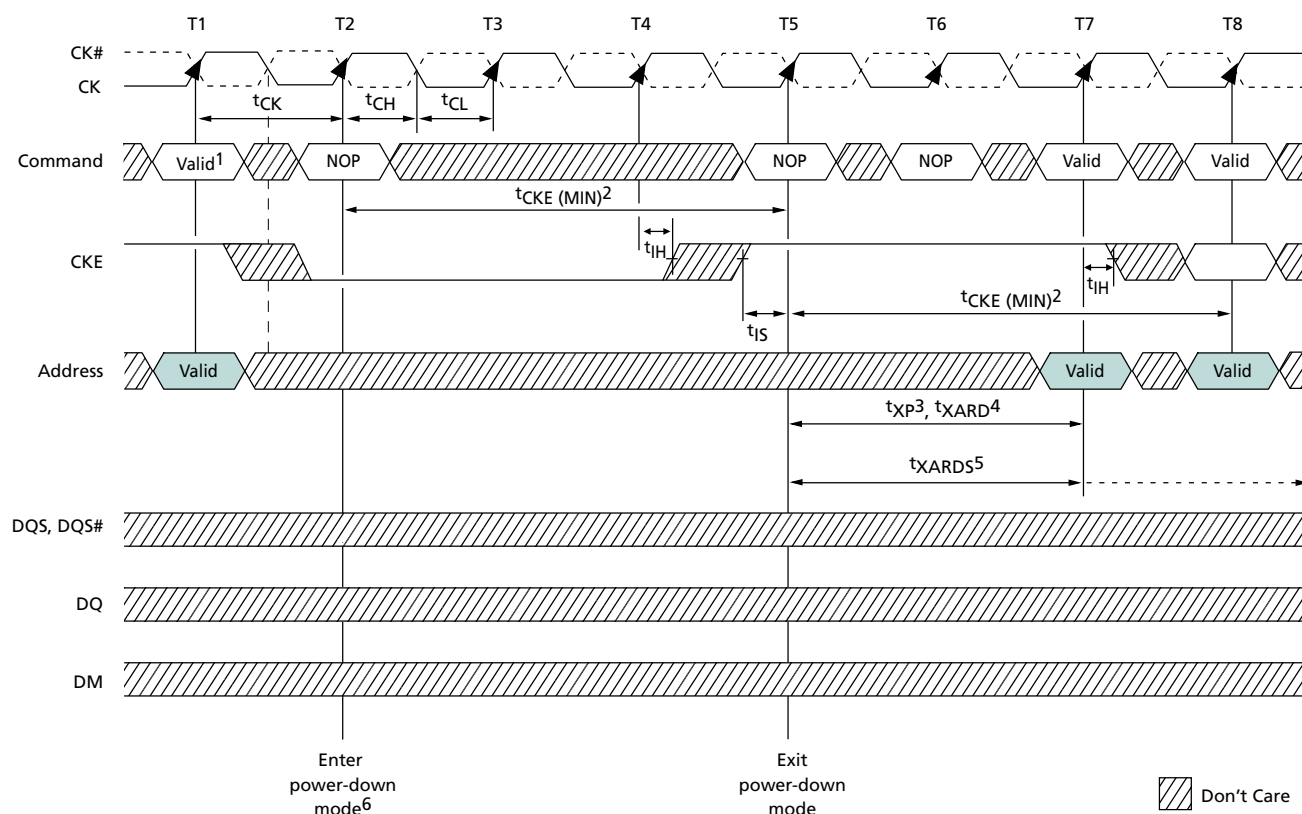 T1 T2 T3 T4 T5 T6 T7 T8
CK#
CK
tCK tCH tCL
Command Valid1 NOP NOP NOP Valid Valid
tCKE (MIN)2
tIH
CKE
tIH
tCKE (MIN)2
tIS
Address Valid Valid Valid
tXP3, tXARD4
tXARDS5
DQS, DQS#
DQ
DM
Enter
power-down
mode6
Exit
power-down
mode
Don't Care